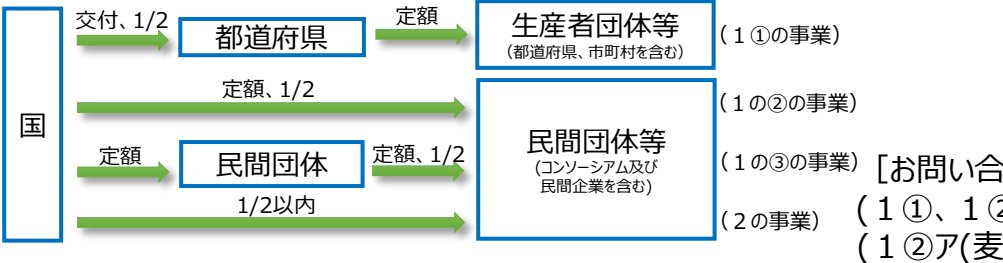 国
交付、1/2
都道府県
定額
生産者団体等
(都道府県、市町村を含む)
(１①の事業)
定額、1/2
(１の②の事業)
定額
民間団体
定額、1/2
民間団体等
(コンソーシアム及び
民間企業を含む)
(１の③の事業)
1/2以内
(２の事業)
［お問い合
(１①、１②
(１②ア(麦